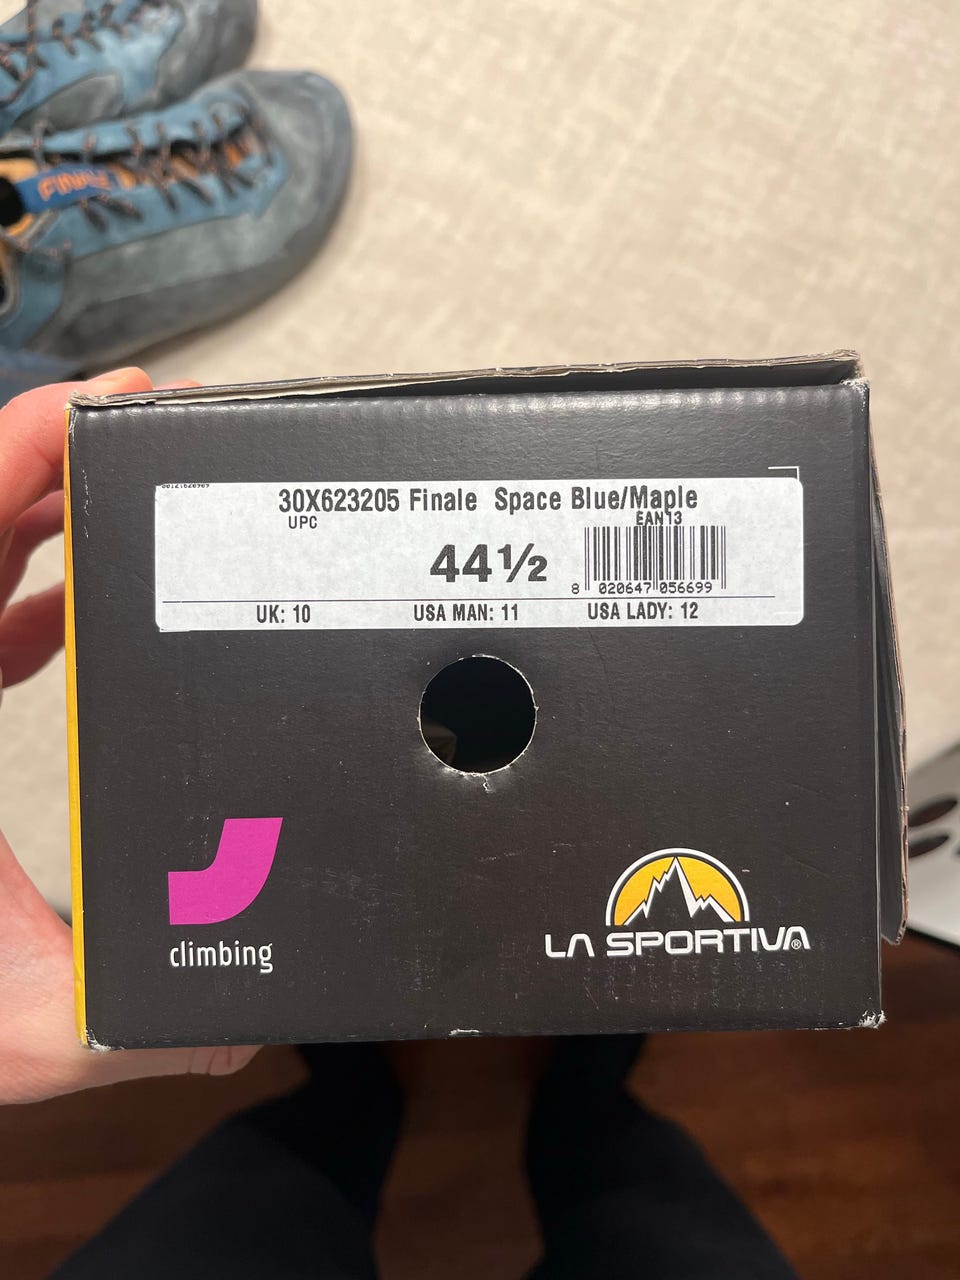 FINALE
30X623205 Finale Space Blue/Maple
UPC
EAN13
44½
8 020647 056699
UK: 10 USA MAN: 11 USA LADY: 12
climbing
LA SPORTIVA®